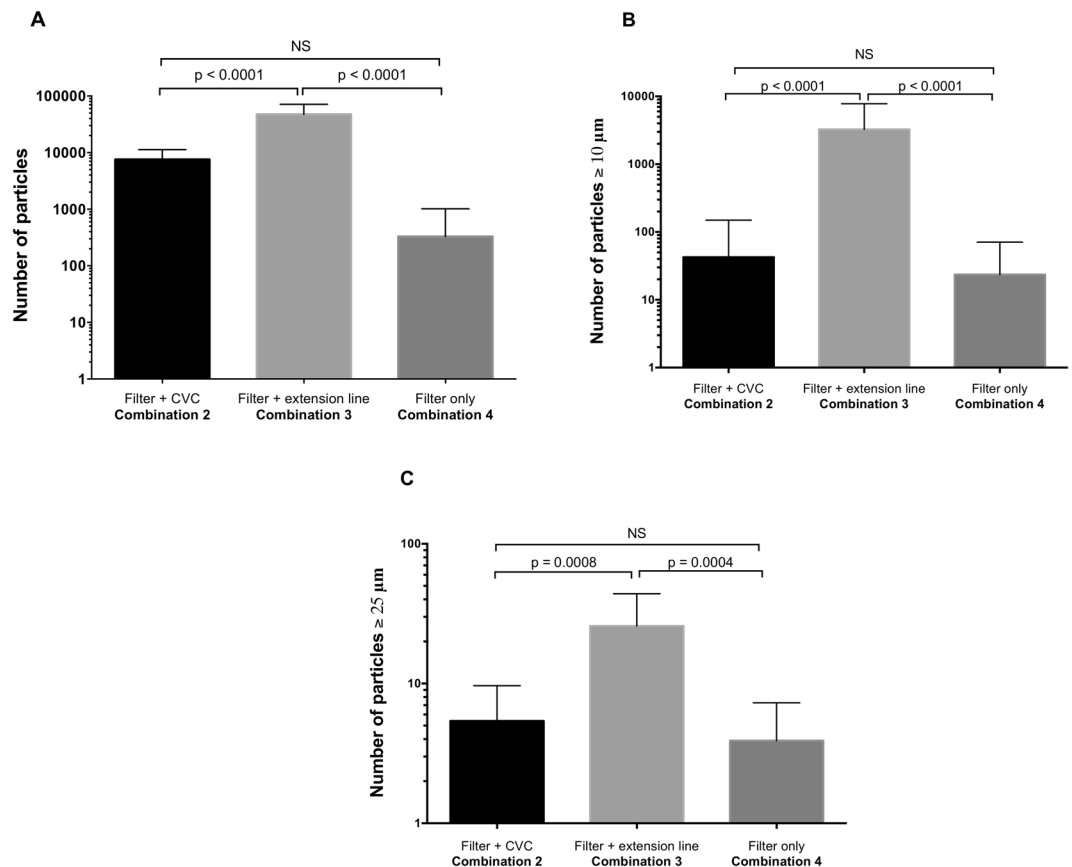 A
NS
p < 0.0001 p < 0.0001
Number of particles
100000
10000
1000
100
10
1
Filter + CVC Filter + extension line Filter only
Combination 2 Combination 3 Combination 4
B
NS
p < 0.0001 p < 0.0001
Number of particles ≥ 10 µm
10000
1000
100
10
1
Filter + CVC Filter + extension line Filter only
Combination 2 Combination 3 Combination 4
C
NS
p = 0.0008 p = 0.0004
Number of particles ≥ 25 µm
100
10
1
Filter + CVC Filter + extension line Filter only
Combination 2 Combination 3 Combination 4